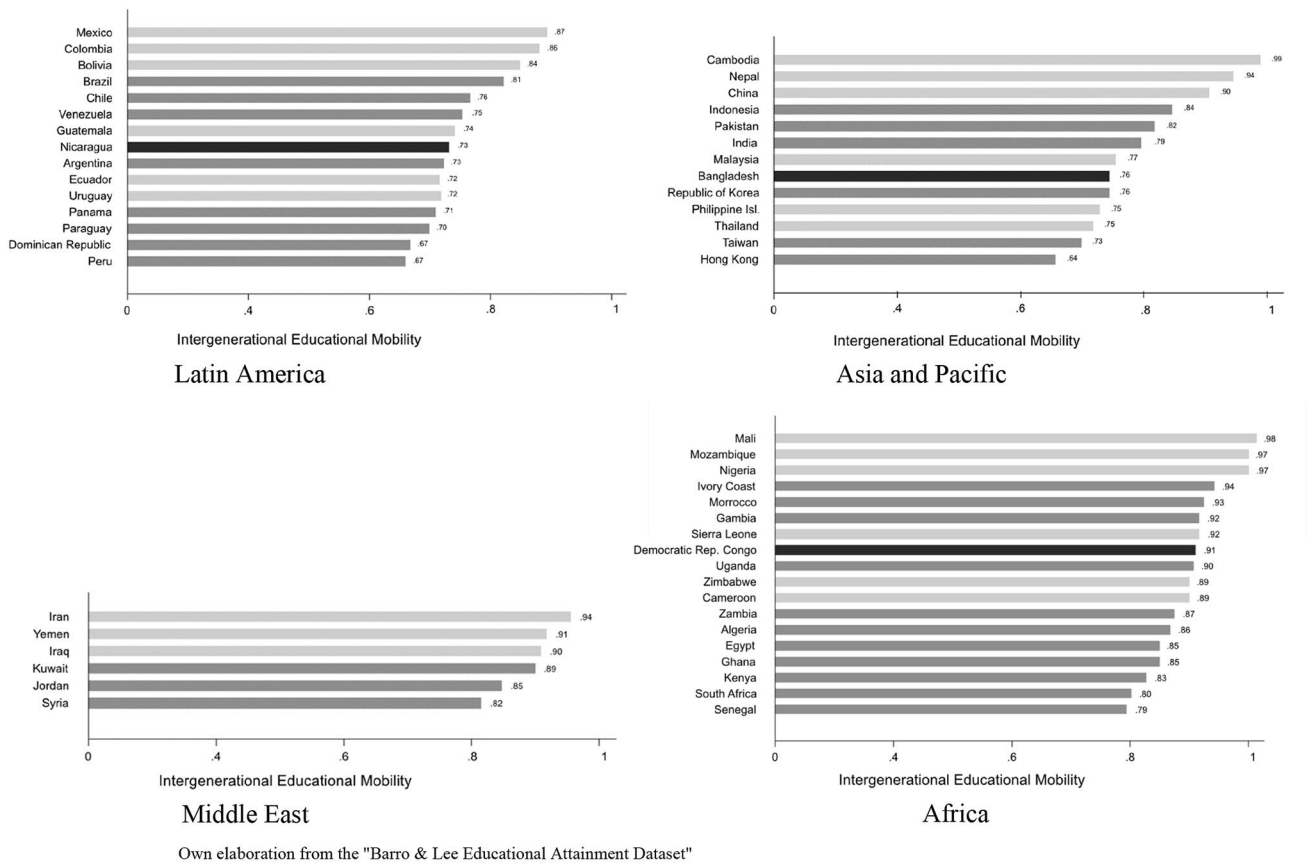 Mexico .87
Colombia .86
Bolivia .84
Brazil .81
Chile .76
Venezuela .75
Guatemala .74
Nicaragua .73
Argentina .73
Ecuador .72
Uruguay .72
Panama .71
Paraguay .70
Dominican Republic .67
Peru .67
0 .4 .6 .8 1
Intergenerational Educational Mobility
Latin America
Cambodia .99
Nepal .94
China .90
Indonesia .84
Pakistan .82
India .79
Malaysia .77
Bangladesh .76
Republic of Korea .76
Philippine Isl. .75
Thailand .75
Taiwan .73
Hong Kong .64
0 .4 .6 .8 1
Intergenerational Educational Mobility
Asia and Pacific
Iran .94
Yemen .91
Iraq .90
Kuwait .89
Jordan .85
Syria .82
0 .4 .6 .8 1
Intergenerational Educational Mobility
Middle East
Mali .98
Mozambique .97
Nigeria .97
Ivory Coast .94
Morrocco .93
Gambia .92
Sierra Leone .92
Democratic Rep. Congo .91
Uganda .90
Zimbabwe .89
Cameroon .89
Zambia .87
Algeria .86
Egypt .85
Ghana .85
Kenya .83
South Africa .80
Senegal .79
0 .4 .6 .8 1
Intergenerational Educational Mobility
Africa
Own elaboration from the "Barro & Lee Educational Attainment Dataset"